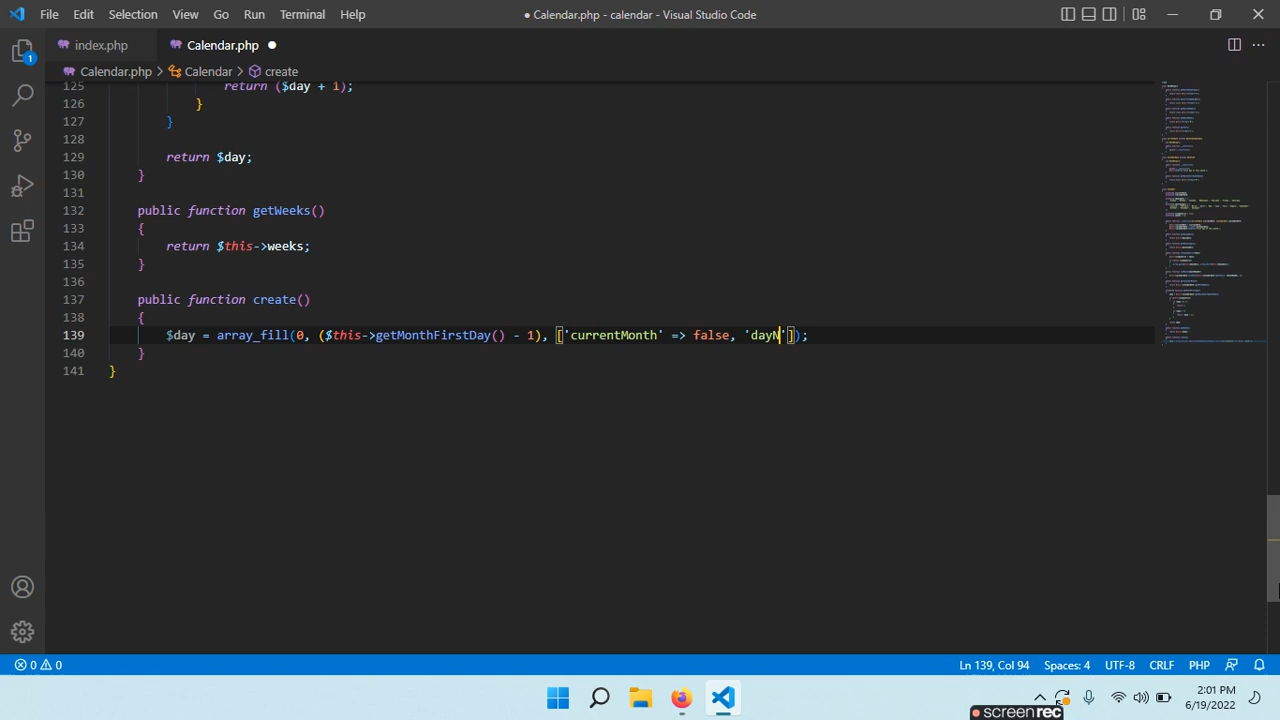 File Edit Selection View Go Run Terminal Help
● Calendar.php - calendar - Visual Studio Code
index.php Calendar.php
Calendar.php > Calendar > create
125 return ($day + 1);
126 }
127 }
128
129 return $day;
130 }
131
132 public function getWeeks()
133 {
134 return $this->weeks;
135 }
136
137 public function create()
138 {
139 $day = array_fill(0, ($this->getMonthFirsDay() - 1), ['currentMonth' => false, 'dayN']);
140 }
141 }
1
0 0
Ln 139, Col 94 Spaces: 4 UTF-8 CRLF PHP
2:01 PM
6/19/2022
screenrec